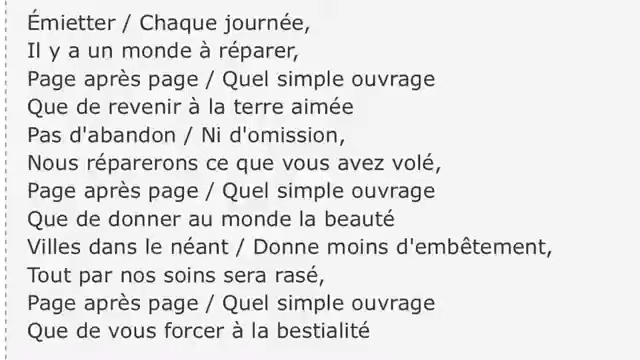 Émietter / Chaque journée,
Il y a un monde à réparer,
Page après page / Quel simple ouvrage
Que de revenir à la terre aimée
Pas d'abandon / Ni d'omission,
Nous réparerons ce que vous avez volé,
Page après page / Quel simple ouvrage
Que de donner au monde la beauté
Villes dans le néant / Donne moins d'embêtement,
Tout par nos soins sera rasé,
Page après page / Quel simple ouvrage
Que de vous forcer à la bestialité